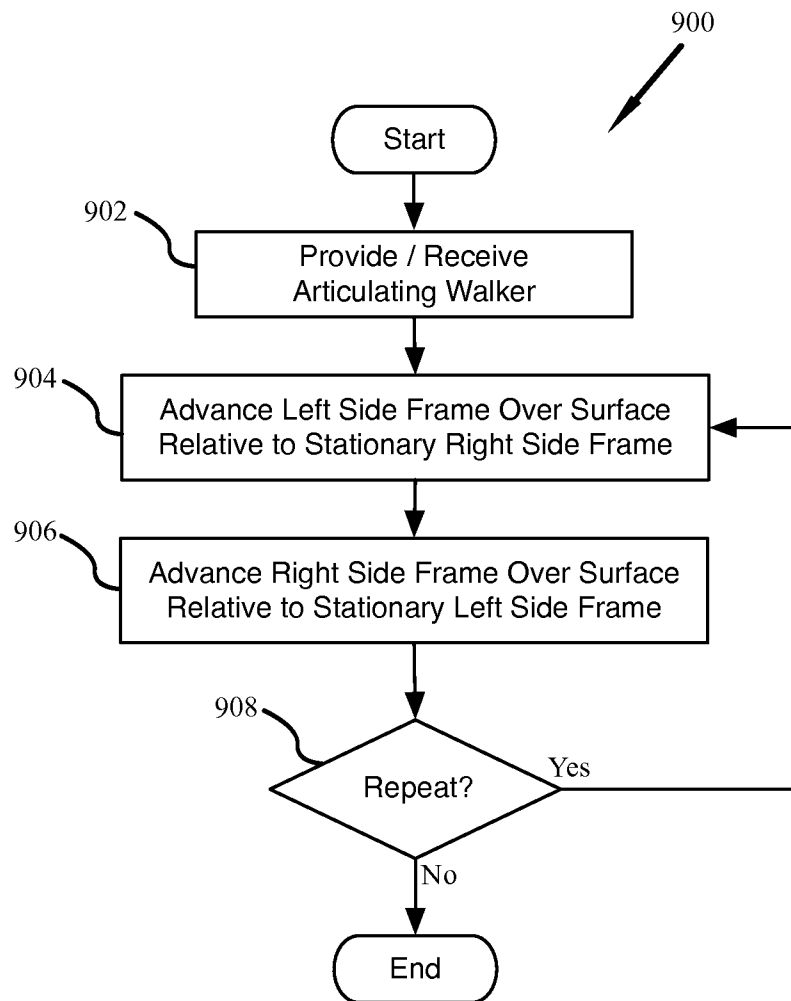 900
Start
902
Provide / Receive
Articulating Walker
904
Advance Left Side Frame Over Surface
Relative to Stationary Right Side Frame
906
Advance Right Side Frame Over Surface
Relative to Stationary Left Side Frame
908
Repeat?
Yes
No
End